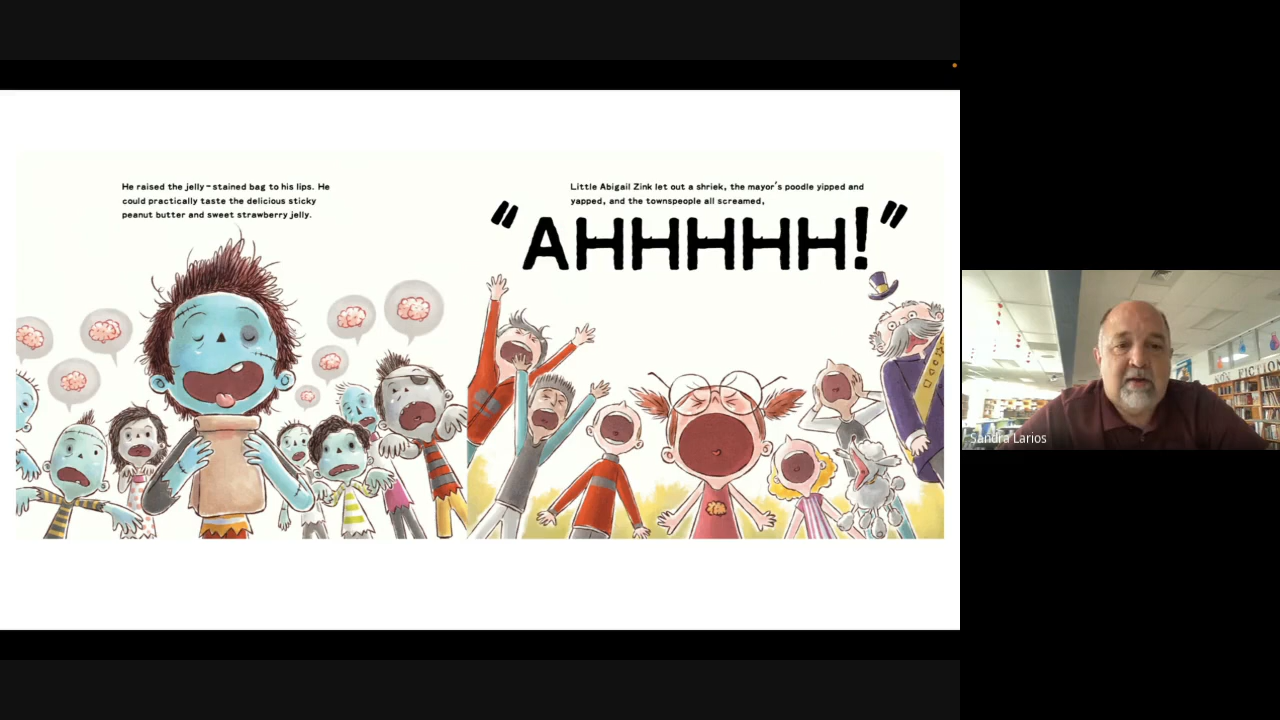 He raised the jelly-stained bag to his lips. He
could practically taste the delicious sticky
peanut butter and sweet strawberry jelly.
Little Abigail Zink let out a shriek, the mayor's poodle yipped and
yapped, and the townspeople all screamed,
"AHHHHH!"
NON FICTION
Sandra Larios